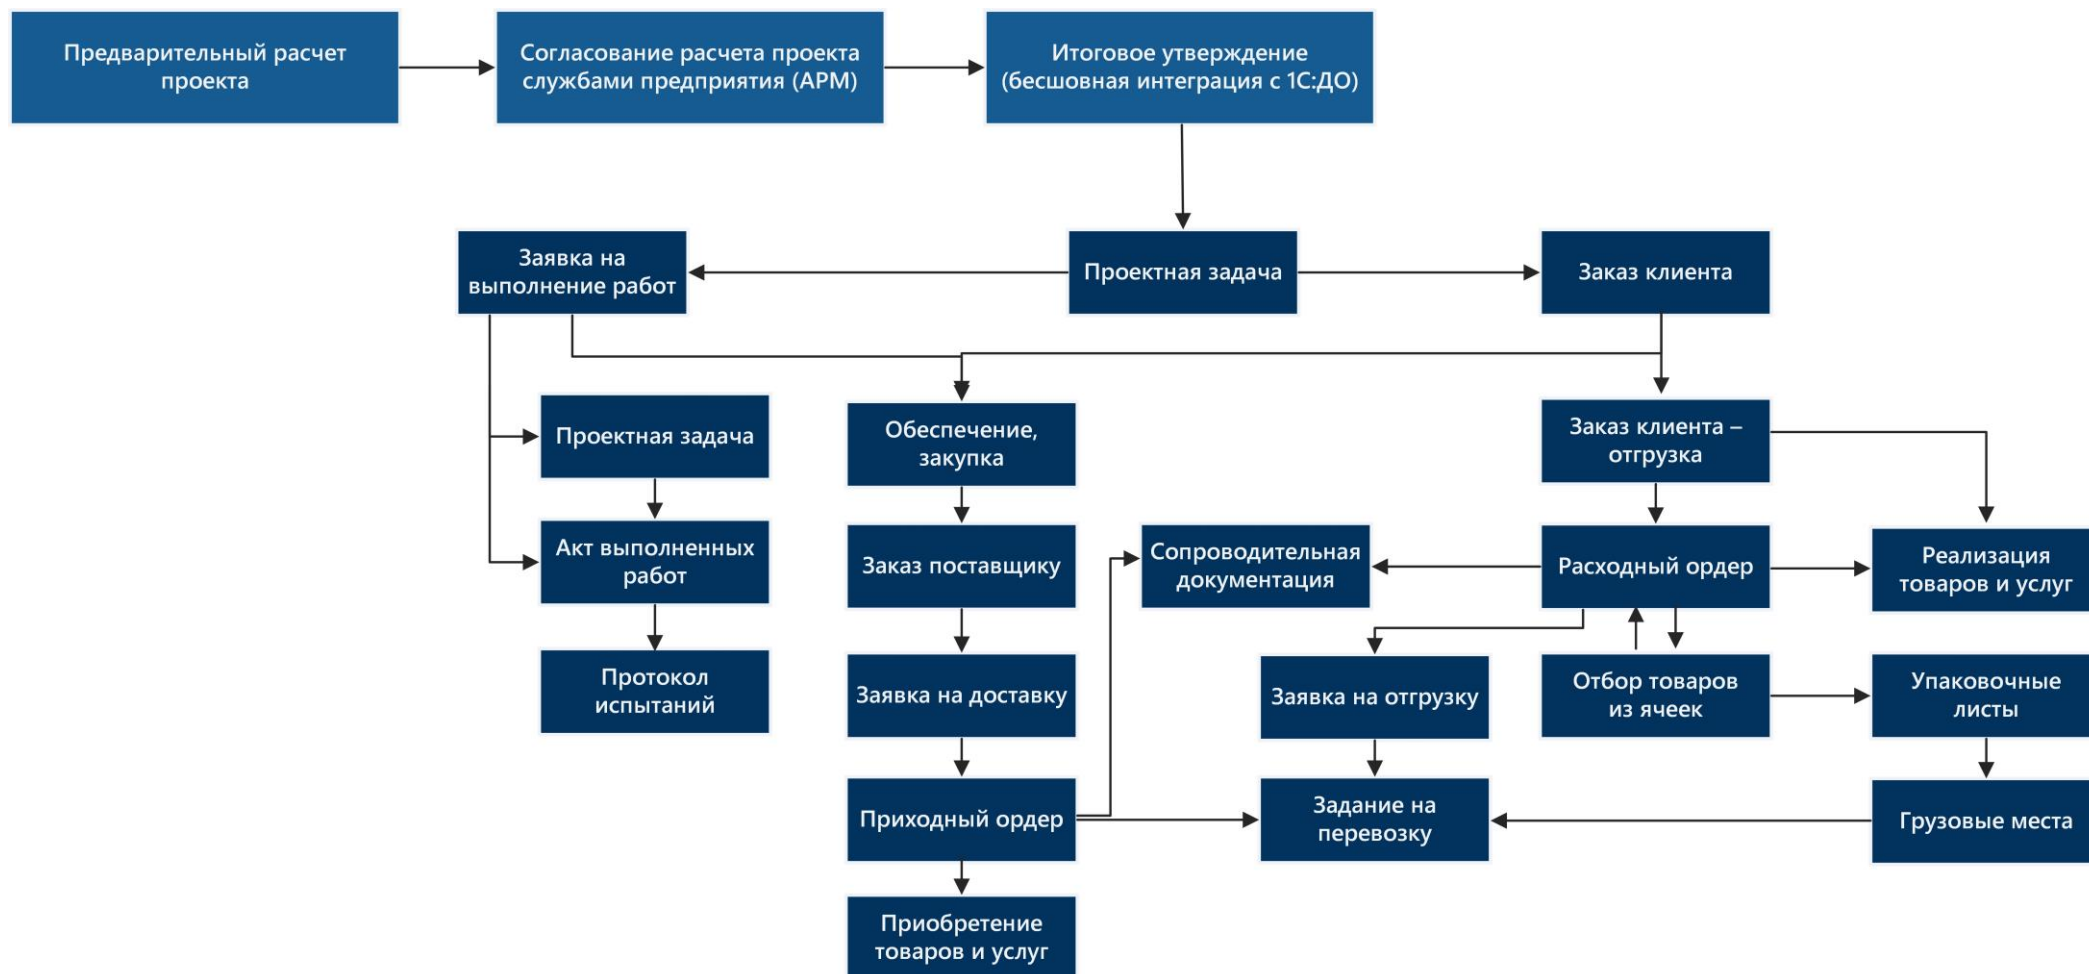 Предварительный расчет
проекта
Согласование расчета проекта
службами предприятия (АРМ)
Итоговое утверждение
(бесшовная интеграция с 1С:ДО)
Заявка на
выполнение работ
Проектная задача
Заказ клиента
Проектная задача
Обеспечение,
закупка
Заказ клиента –
отгрузка
Акт выполненных
работ
Заказ поставщику
Сопроводительная
документация
Расходный ордер
Реализация
товаров и услуг
Протокол
испытаний
Заявка на доставку
Заявка на отгрузку
Отбор товаров
из ячеек
Упаковочные
листы
Приходный ордер
Задание на
перевозку
Грузовые места
Приобретение
товаров и услуг